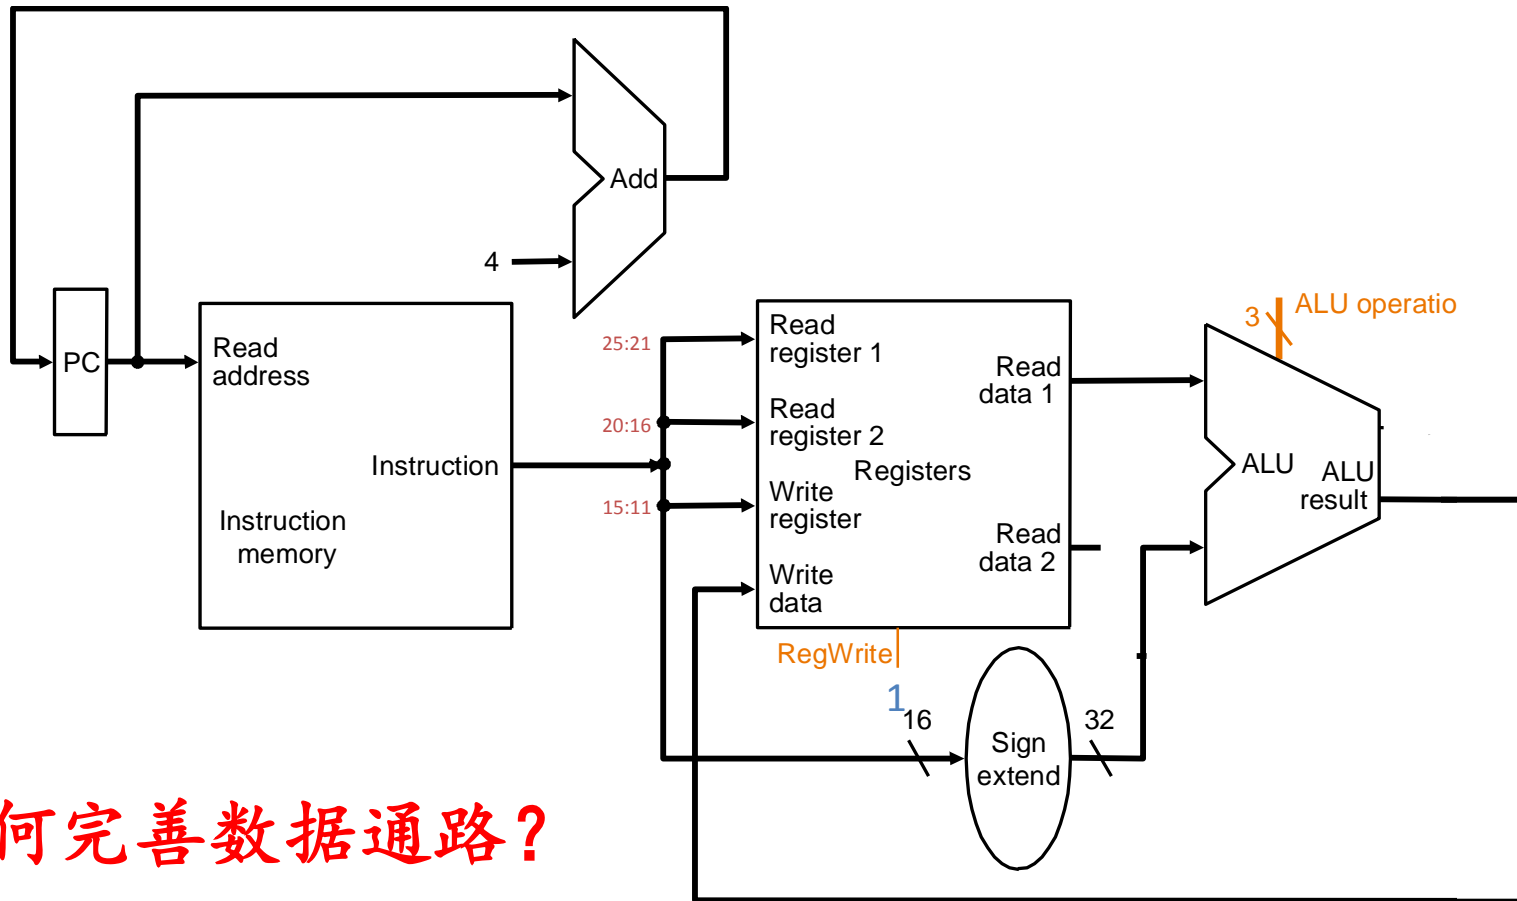 Add
4
PC
Read
address
Instruction
Instruction
memory
25:21
20:16
15:11
Read
register 1
Read
register 2
Write
register
Write
data
Registers
Read
data 1
Read
data 2
RegWrite
1
16
Sign
extend
32
3
ALU operatio
ALU
ALU
result
何完善数据通路?